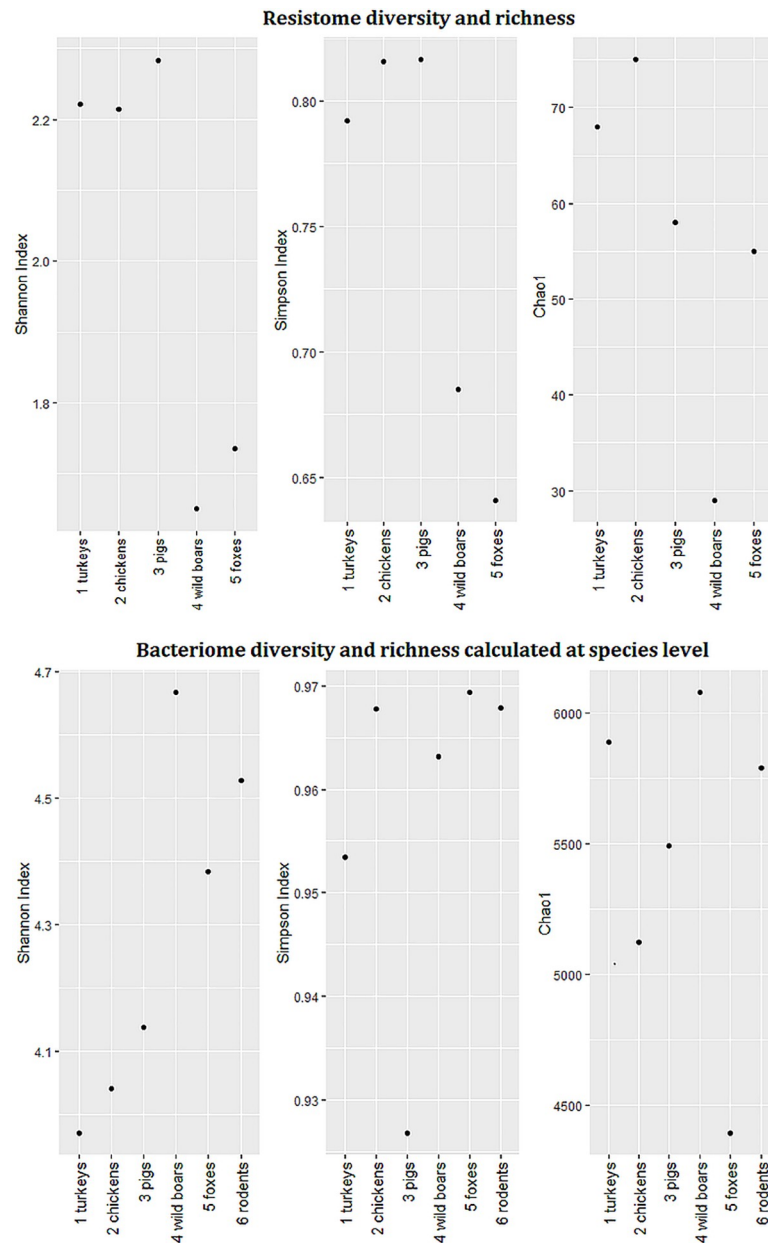 Resistome diversity and richness
Shannon Index
2.2
2.0
1.8
1 turkeys
2 chickens
3 pigs
4 wild boars
5 foxes
Simpson Index
0.80
0.75
0.70
0.65
1 turkeys
2 chickens
3 pigs
4 wild boars
5 foxes
Chao1
70
60
50
40
30
1 turkeys
2 chickens
3 pigs
4 wild boars
5 foxes
Bacteriome diversity and richness calculated at species level
Shannon Index
4.7
4.5
4.3
4.1
1 turkeys
2 chickens
3 pigs
4 wild boars
5 foxes
6 rodents
Simpson Index
0.97
0.96
0.95
0.94
0.93
1 turkeys
2 chickens
3 pigs
4 wild boars
5 foxes
6 rodents
Chao1
6000
5500
5000
4500
1 turkeys
2 chickens
3 pigs
4 wild boars
5 foxes
6 rodents